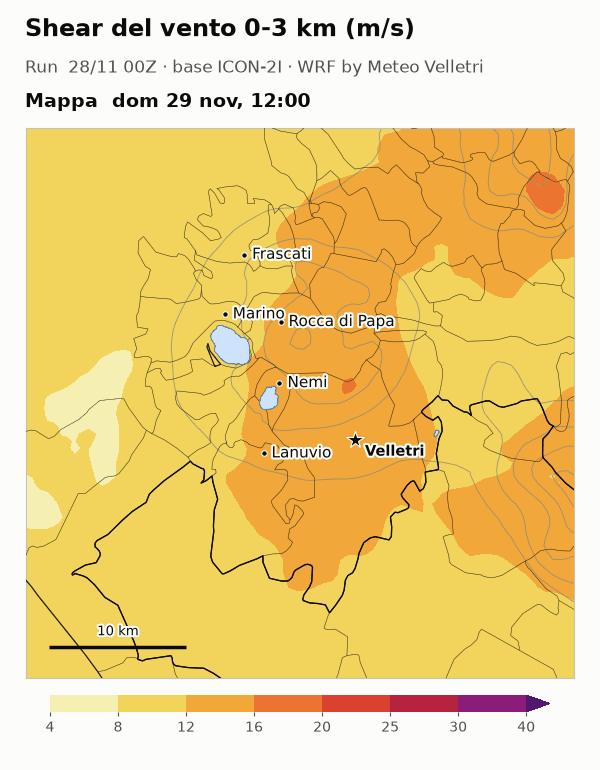 Shear del vento 0-3 km (m/s)
Run  28/11 00Z · base ICON-2I · WRF by Meteo Velletri
Mappa  dom 29 nov, 12:00
Frascati
Marino
Rocca di Papa
Nemi
Velletri
Lanuvio
10 km
4 8 12 16 20 25 30 40